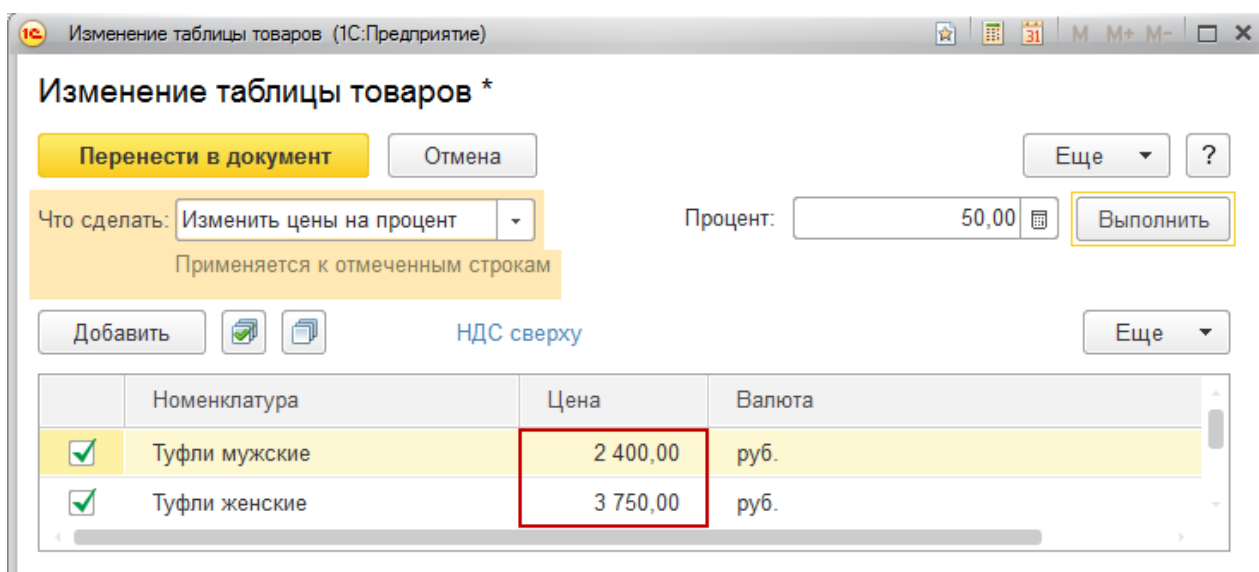 1С Изменение таблицы товаров (1С:Предприятие) 31 M M+ M-
Изменение таблицы товаров *
Перенести в документ Отмена Еще ?
Что сделать: Изменить цены на процент Процент: 50,00 Выполнить
Применяется к отмеченным строкам
Добавить НДС сверху Еще
Номенклатура Цена Валюта
Туфли мужские 2 400,00 руб.
Туфли женские 3 750,00 руб.